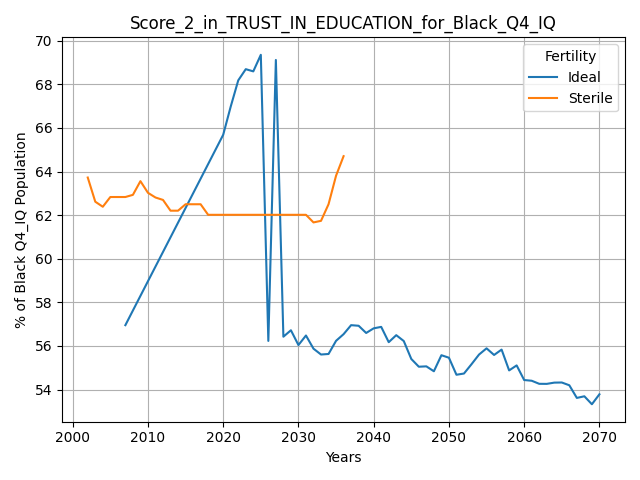 Score_2_in_TRUST_IN_EDUCATION_for_Black_Q4_IQ
% of Black Q4_IQ Population
70
68
66
64
62
60
58
56
54
Fertility
Ideal
Sterile
2000 2010 2020 2030 2040 2050 2060 2070
Years